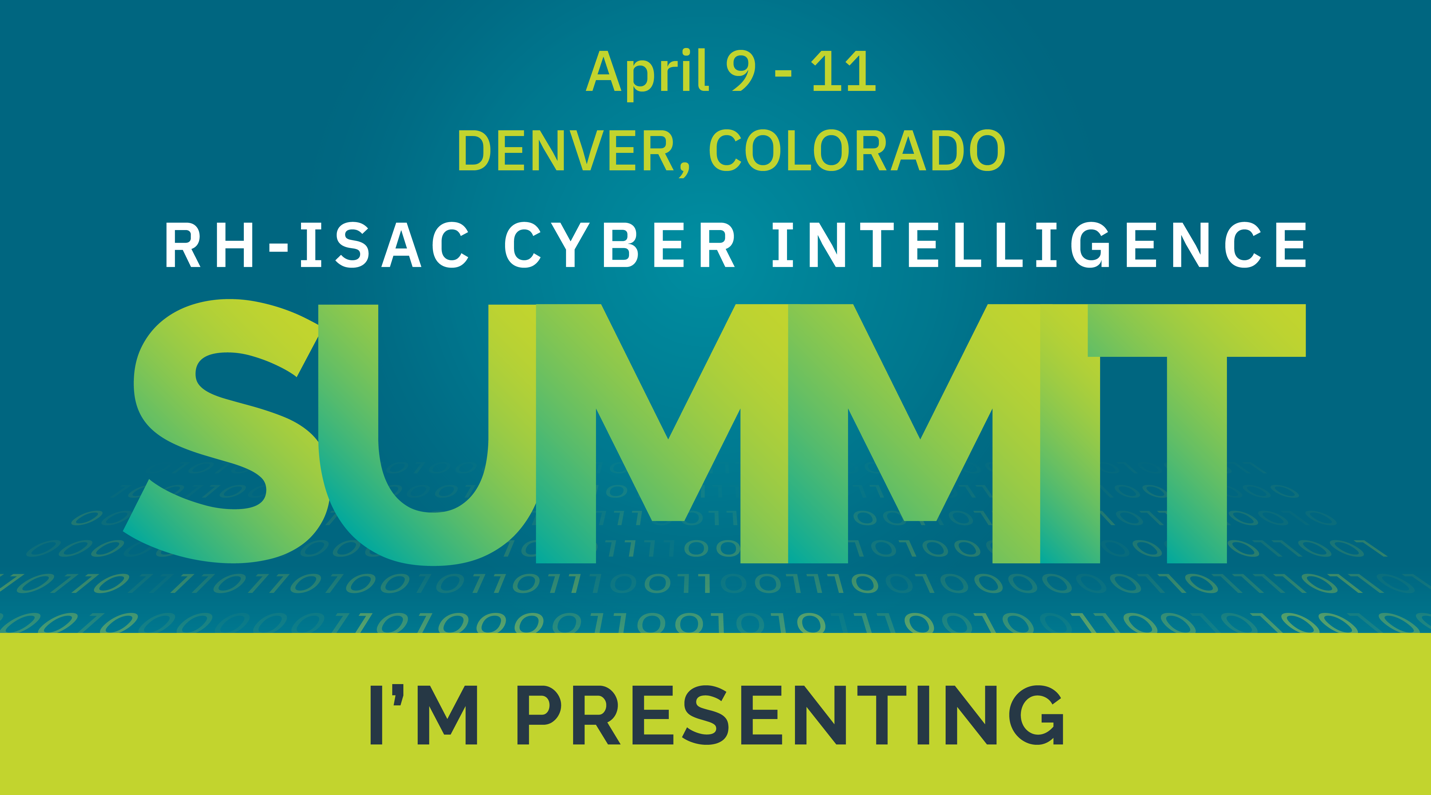 April 9 - 11
DENVER, COLORADO
RH-ISAC CYBER INTELLIGENCE
SUMMIT
I'M PRESENTING